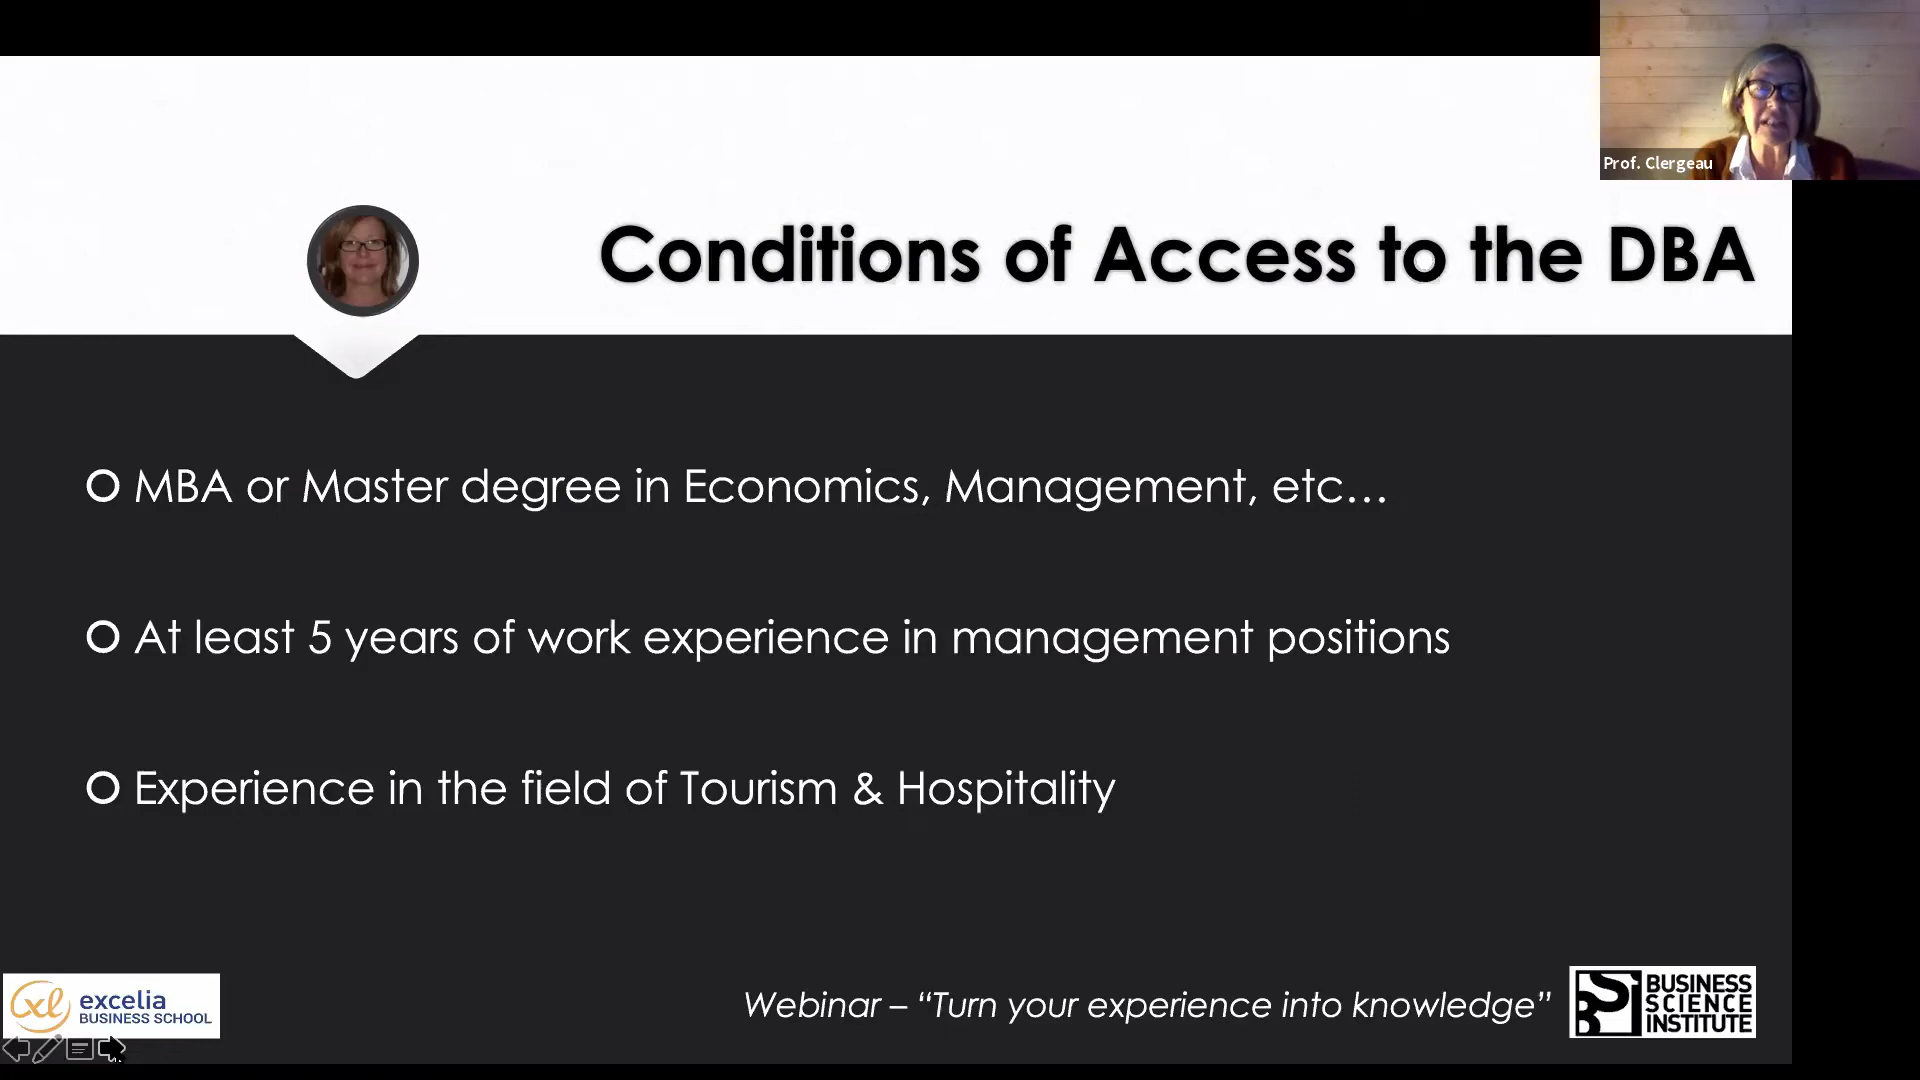 Prof. Clergeau
Conditions of Access to the DBA
MBA or Master degree in Economics, Management, etc…
At least 5 years of work experience in management positions
Experience in the field of Tourism & Hospitality
xl excelia
BUSINESS SCHOOL
Webinar – “Turn your experience into knowledge”
BSI BUSINESS
SCIENCE
INSTITUTE